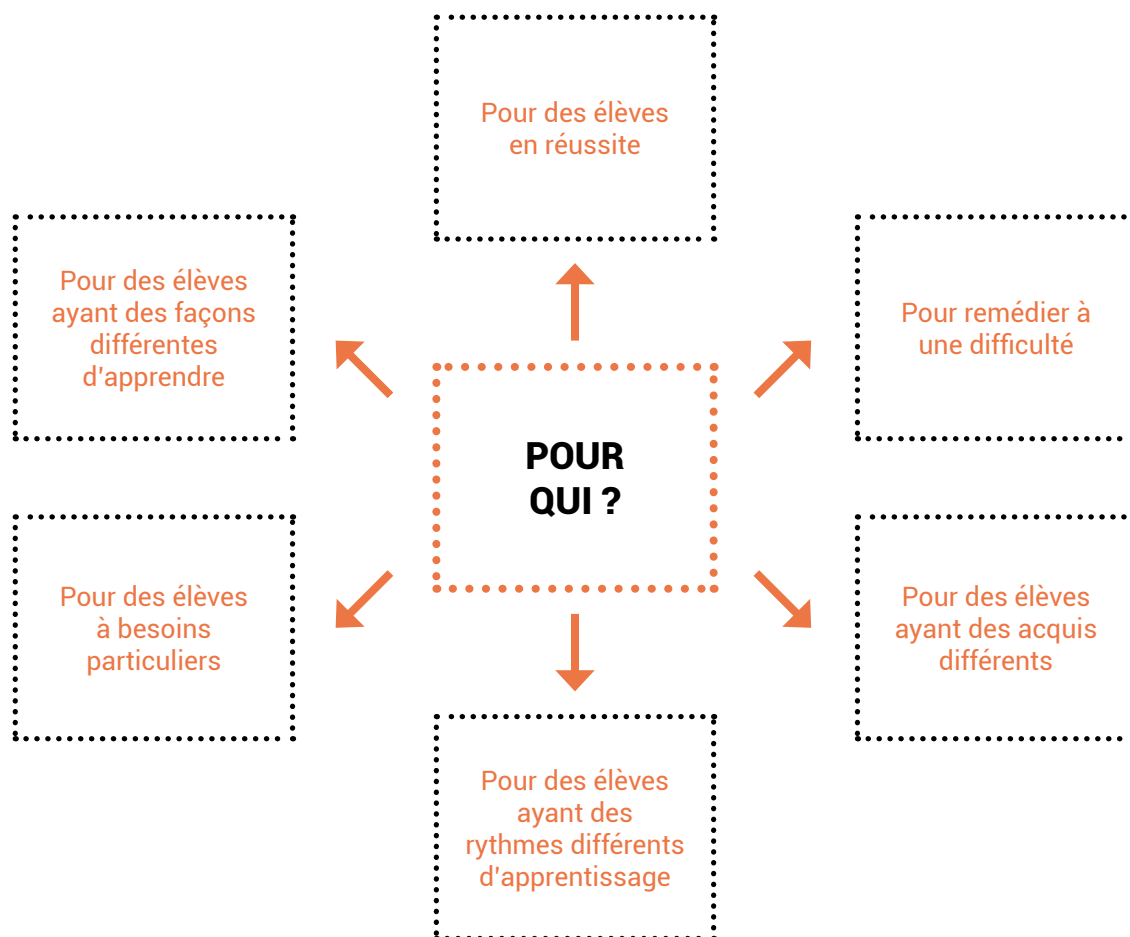 Pour des élèves
en réussite
Pour des élèves
ayant des façons
différentes
d'apprendre
Pour remédier à
une difficulté
POUR
QUI ?
Pour des élèves
à besoins
particuliers
Pour des élèves
ayant des acquis
différents
Pour des élèves
ayant des
rythmes différents
d'apprentissage